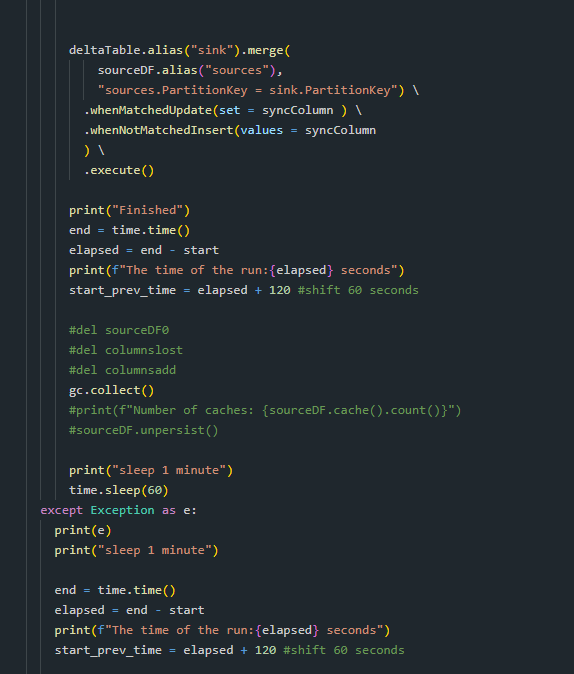 deltaTable.alias("sink").merge(
sourceDF.alias("sources"),
"sources.PartitionKey = sink.PartitionKey") \
.whenMatchedUpdate(set = syncColumn ) \
.whenNotMatchedInsert(values = syncColumn
) \
.execute()
print("Finished")
end = time.time()
elapsed = end - start
print(f"The time of the run:{elapsed} seconds")
start_prev_time = elapsed + 120 #shift 60 seconds
#del sourceDF0
#del columnslost
#del columnsadd
gc.collect()
#print(f"Number of caches: {sourceDF.cache().count()}")
#sourceDF.unpersist()
print("sleep 1 minute")
time.sleep(60)
except Exception as e:
print(e)
print("sleep 1 minute")
end = time.time()
elapsed = end - start
print(f"The time of the run:{elapsed} seconds")
start_prev_time = elapsed + 120 #shift 60 seconds